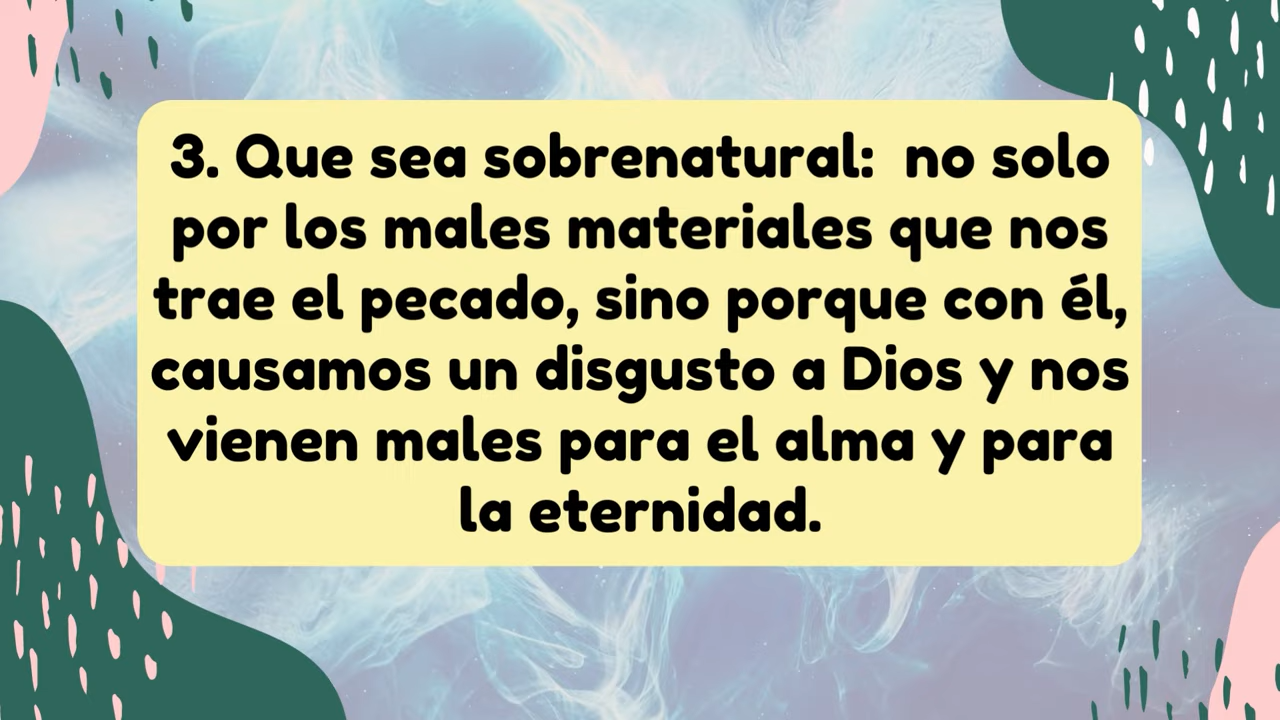 3. Que sea sobrenatural:  no solo
por los males materiales que nos
trae el pecado, sino porque con él,
causamos un disgusto a Dios y nos
vienen males para el alma y para
la eternidad.